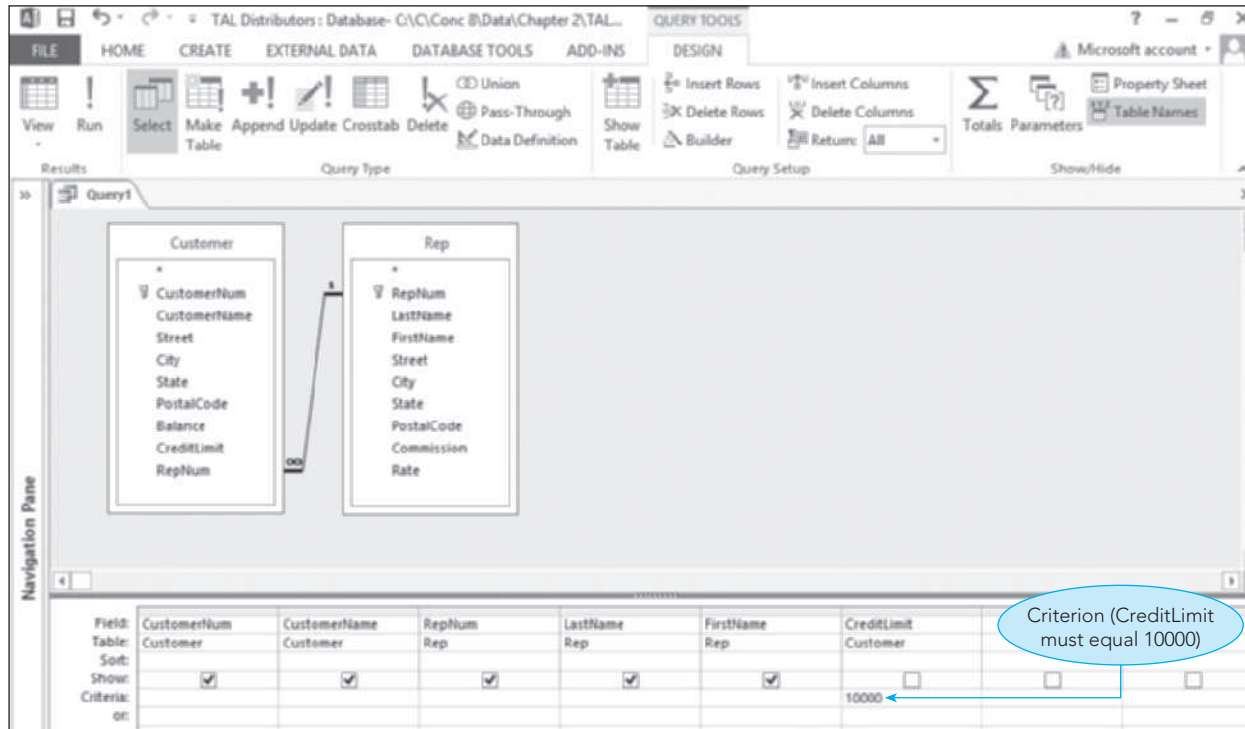 TAL Distributors : Database- C:\C\Conc 8\Data\Chapter 2\TAL... QUERY TOOLS ?
FILE HOME CREATE EXTERNAL DATA DATABASE TOOLS ADD-INS DESIGN Microsoft account
View Run Select Make Table Append Update Crosstab Delete
Union
Pass-Through
Data Definition
Show Table
Insert Rows
Delete Rows
Builder
Insert Columns
Delete Columns
Return: All
Totals Parameters
Property Sheet
Table Names
Results Query Type Query Setup Show/Hide
Query1
Navigation Pane
Customer
*
CustomerNum
CustomerName
Street
City
State
PostalCode
Balance
CreditLimit
RepNum
1
∞
Rep
*
RepNum
LastName
FirstName
Street
City
State
PostalCode
Commission
Rate
Field: CustomerNum CustomerName RepNum LastName FirstName CreditLimit
Table: Customer Customer Rep Rep Rep Customer
Sort:
Show:
Criteria: 10000
or:
Criterion (CreditLimit
must equal 10000)